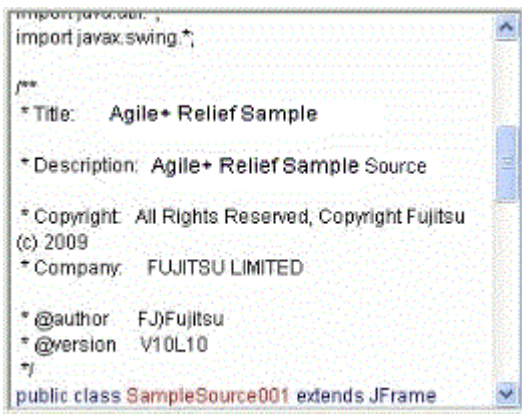 import javax.swing.*;
/**
* Title: Agile+ Relief Sample
* Description: Agile+ Relief Sample Source
* Copyright: All Rights Reserved, Copyright Fujitsu
(c) 2009
* Company: FUJITSU LIMITED
* @author FJ)Fujitsu
* @version V10L10
*/
public class SampleSource001 extends JFrame